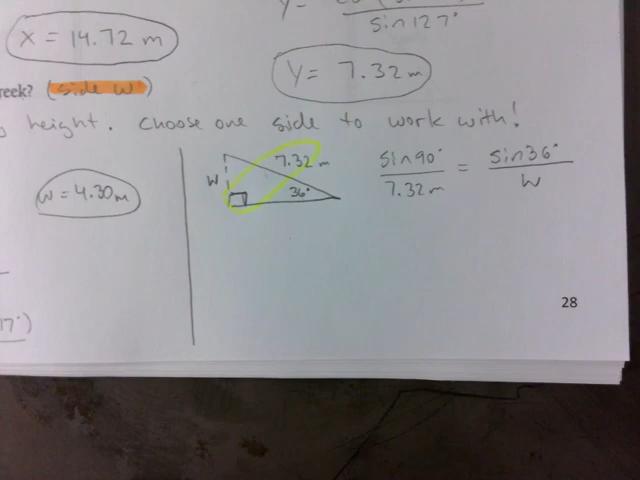 y=
sin 127°
x = 14.72 m
y = 7.32 m
reek? (side w)
height. Choose one side to work with!
w = 4.30 m
w
7.32 m
36°
sin 90° / 7.32 m = sin 36° / w
17°)
28